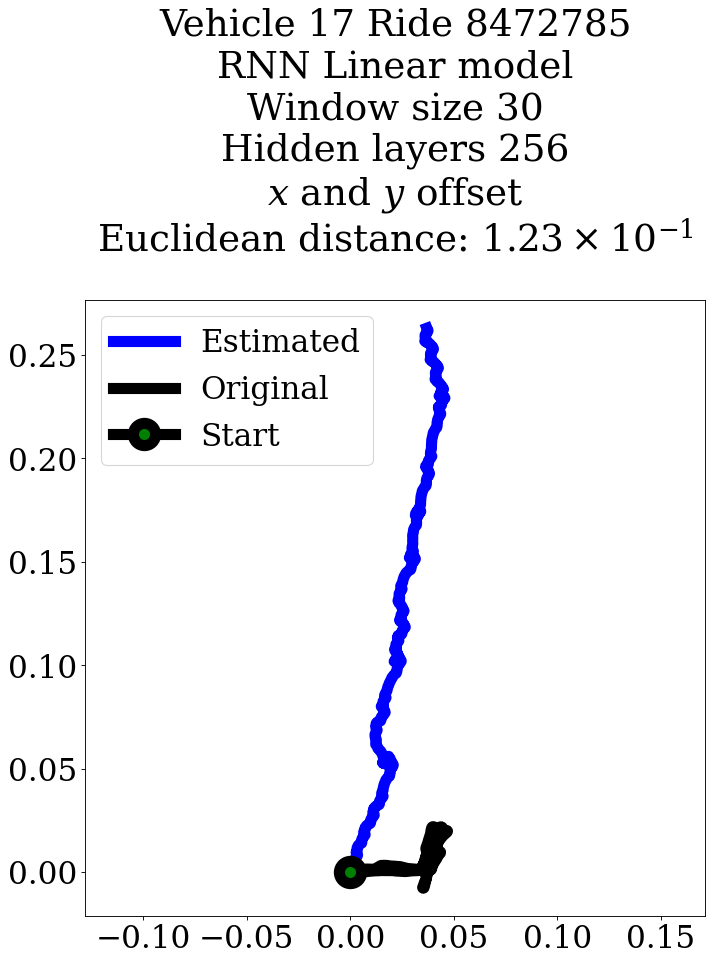 Vehicle 17 Ride 8472785
RNN Linear model
Window size 30
Hidden layers 256
x and y offset
Euclidean distance: 1.23 × 10⁻¹
Estimated
Original
Start
0.25
0.20
0.15
0.10
0.05
0.00
−0.10 −0.05 0.00 0.05 0.10 0.15